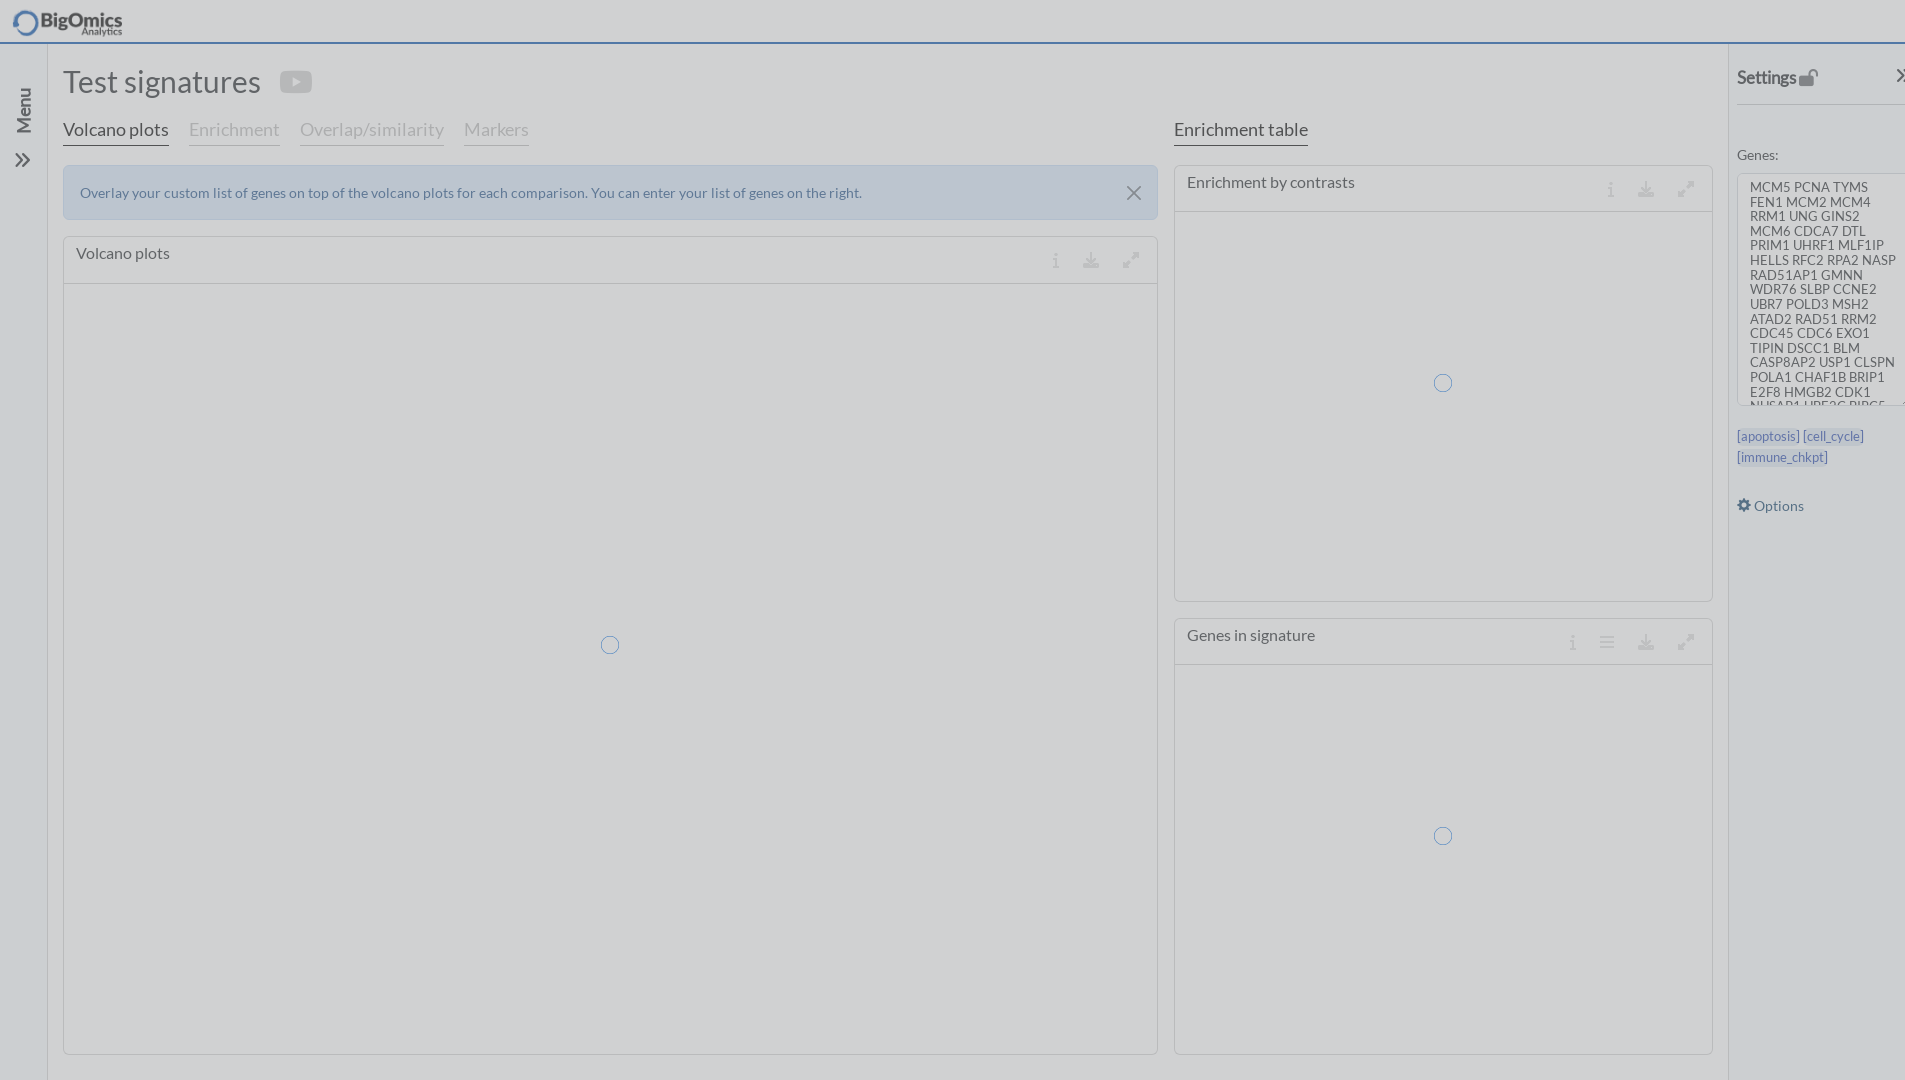 BigOmics
Analytics
Menu
Test signatures
Volcano plots Enrichment Overlap/similarity Markers
Overlay your custom list of genes on top of the volcano plots for each comparison. You can enter your list of genes on the right.
Volcano plots
Enrichment table
Enrichment by contrasts
Genes in signature
Settings
Genes:
MCM5 PCNA TYMS
FEN1 MCM2 MCM4
RRM1 UNG GINS2
MCM6 CDCA7 DTL
PRIM1 UHRF1 MLF1IP
HELLS RFC2 RPA2 NASP
RAD51AP1 GMNN
WDR76 SLBP CCNE2
UBR7 POLD3 MSH2
ATAD2 RAD51 RRM2
CDC45 CDC6 EXO1
TIPIN DSCC1 BLM
CASP8AP2 USP1 CLSPN
POLA1 CHAF1B BRIP1
E2F8 HMGB2 CDK1
NUSAP1 UBE2C BIRC5
[apoptosis] [cell_cycle]
[immune_chkpt]
Options